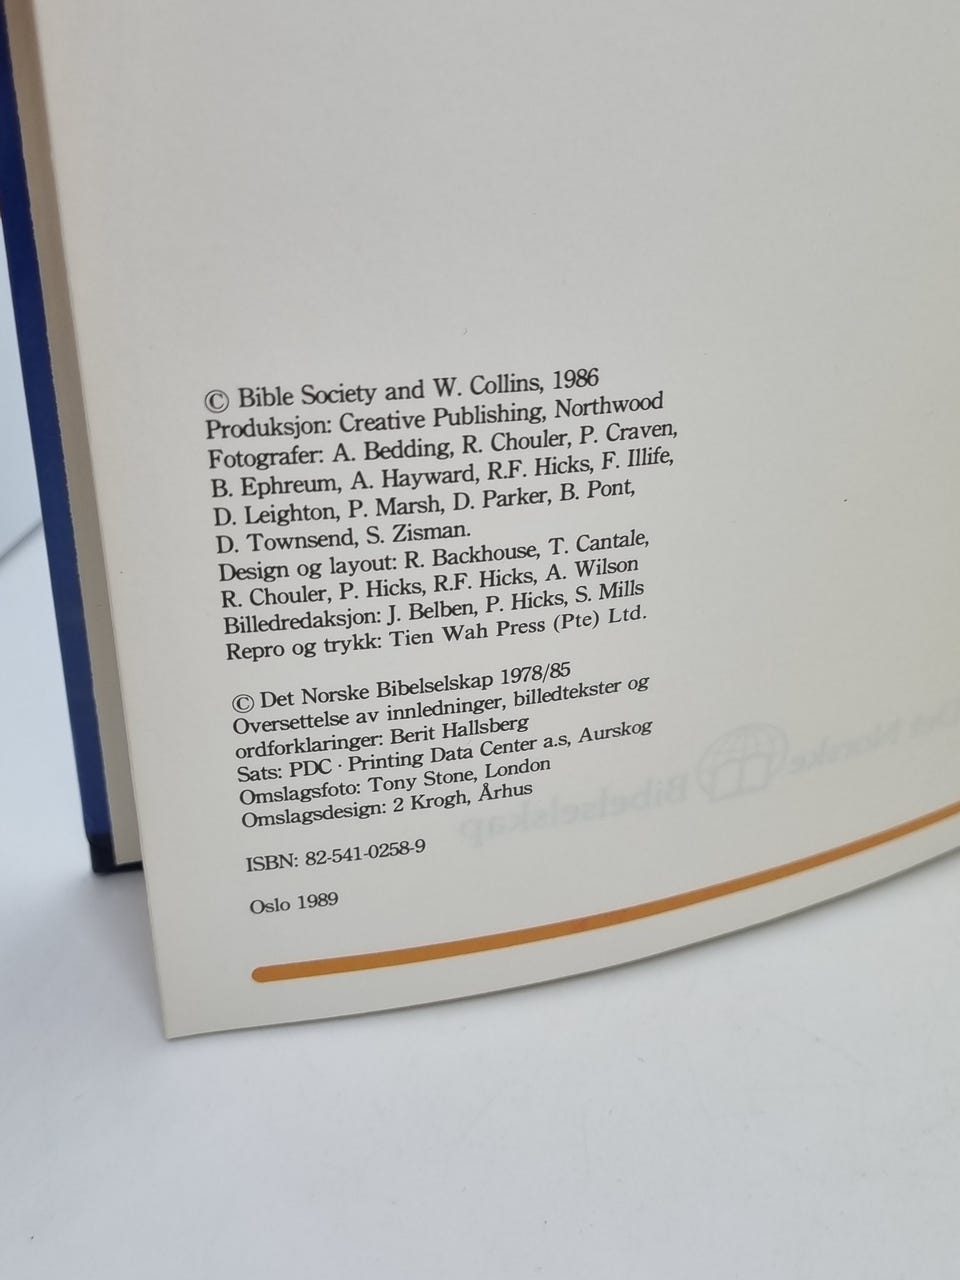 © Bible Society and W. Collins, 1986
Produksjon: Creative Publishing, Northwood
Fotografer: A. Bedding, R. Chouler, P. Craven,
B. Ephreum, A. Hayward, R.F. Hicks, F. Illife,
D. Leighton, P. Marsh, D. Parker, B. Pont,
D. Townsend, S. Zisman.
Design og layout: R. Backhouse, T. Cantale,
R. Chouler, P. Hicks, R.F. Hicks, A. Wilson
Billedredaksjon: J. Belben, P. Hicks, S. Mills
Repro og trykk: Tien Wah Press (Pte) Ltd.
© Det Norske Bibelselskap 1978/85
Oversettelse av innledninger, billedtekster og
ordforklaringer: Berit Hallsberg
Sats: PDC · Printing Data Center a.s, Aurskog
Omslagsfoto: Tony Stone, London
Omslagsdesign: 2 Krogh, Århus
ISBN: 82-541-0258-9
Oslo 1989
Det Norske
Bibelselskap